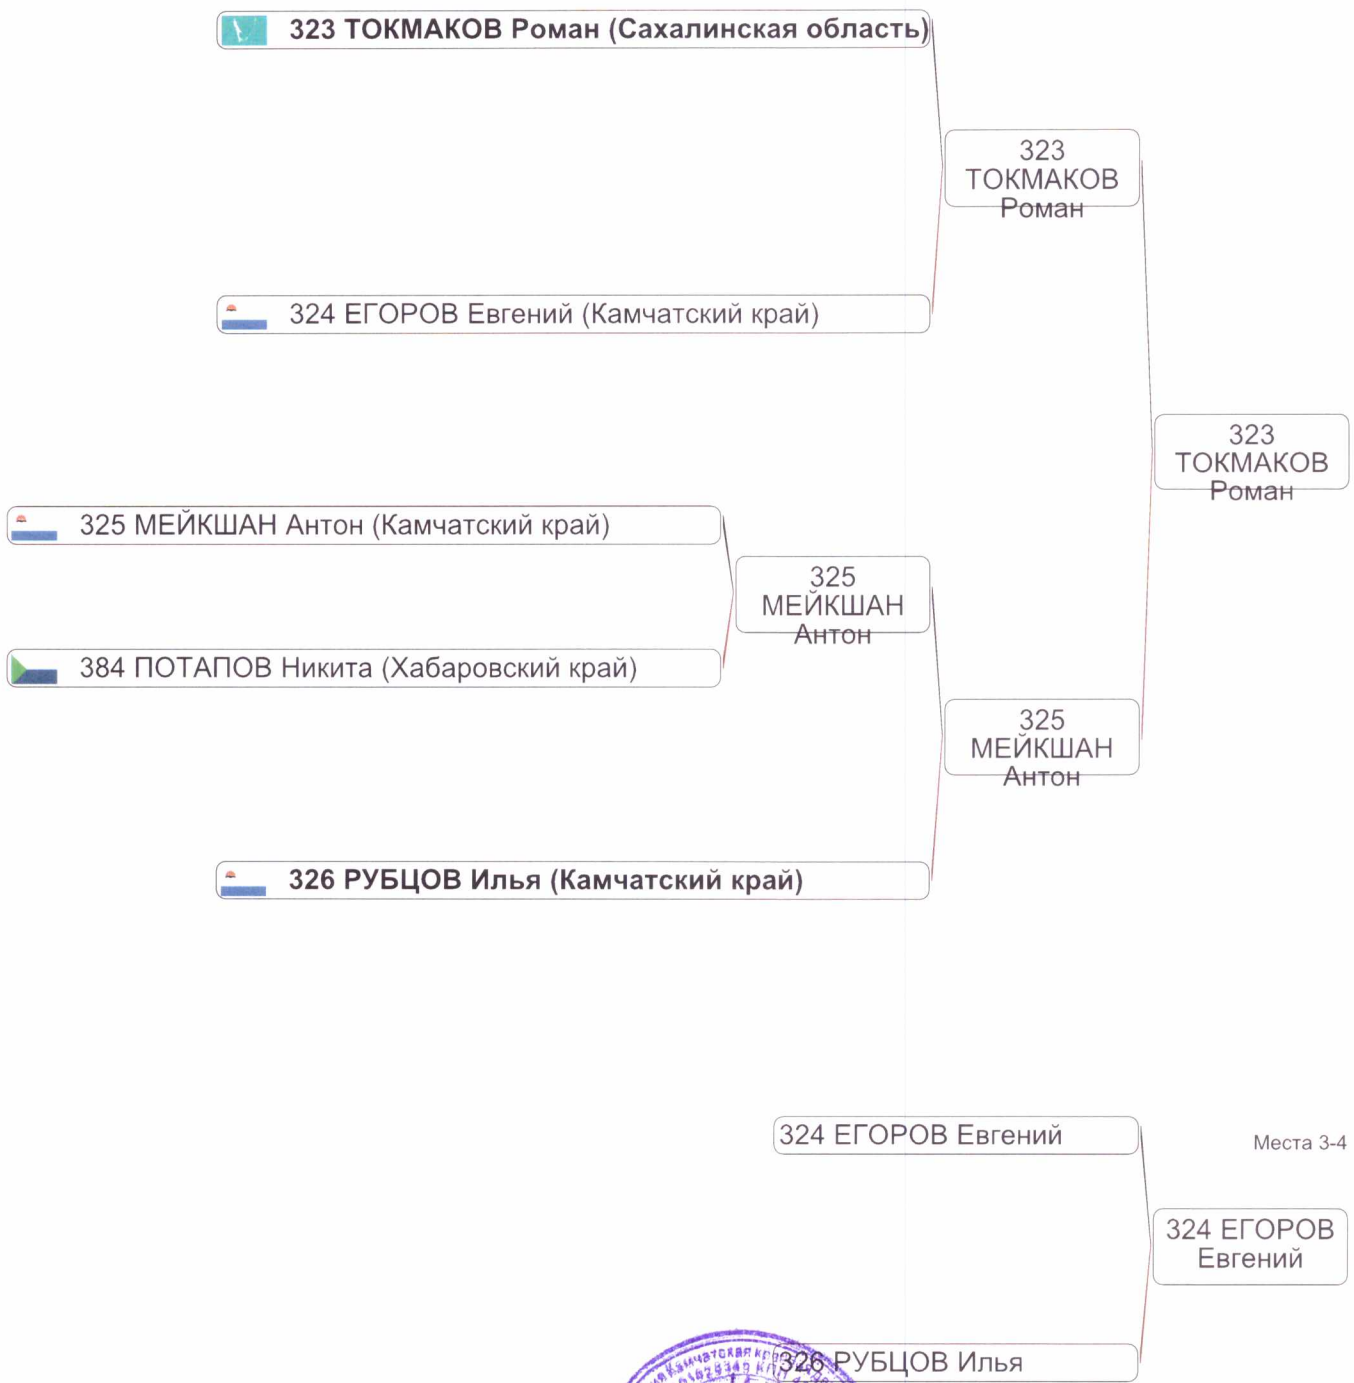 323 ТОКМАКОВ Роман (Сахалинская область)
323
ТОКМАКОВ
Роман
324 ЕГОРОВ Евгений (Камчатский край)
323
ТОКМАКОВ
Роман
325 МЕЙКШАН Антон (Камчатский край)
325
МЕЙКШАН
Антон
384 ПОТАПОВ Никита (Хабаровский край)
325
МЕЙКШАН
Антон
326 РУБЦОВ Илья (Камчатский край)
324 ЕГОРОВ Евгений
Места 3-4
324 ЕГОРОВ
Евгений
326 РУБЦОВ Илья